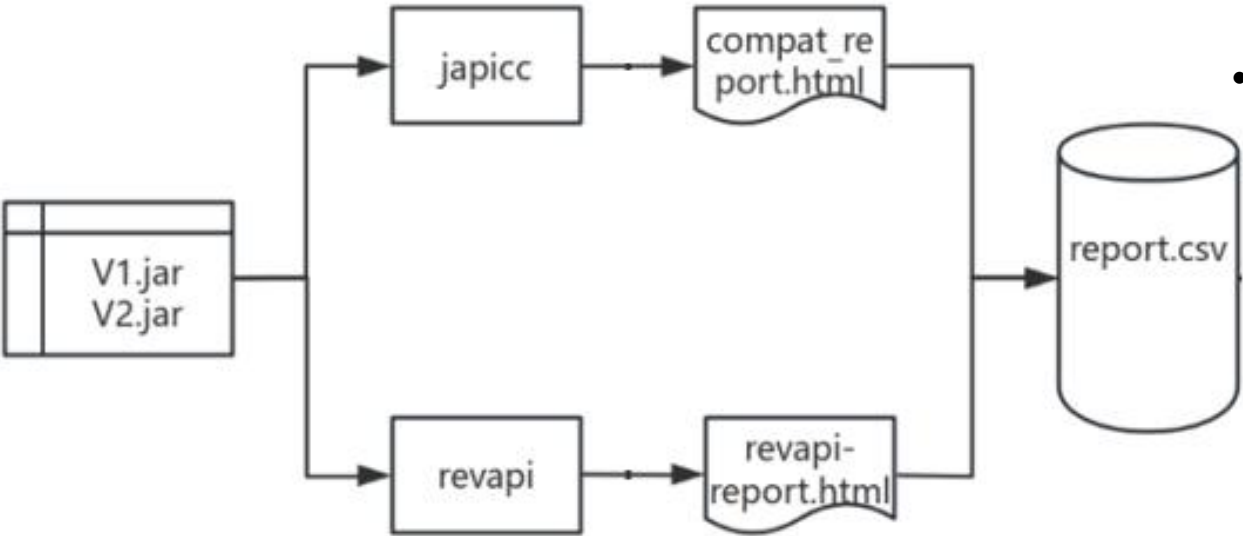 japicc
compat_re
port.html
V1.jar
V2.jar
report.csv
revapi
revapi-
report.html